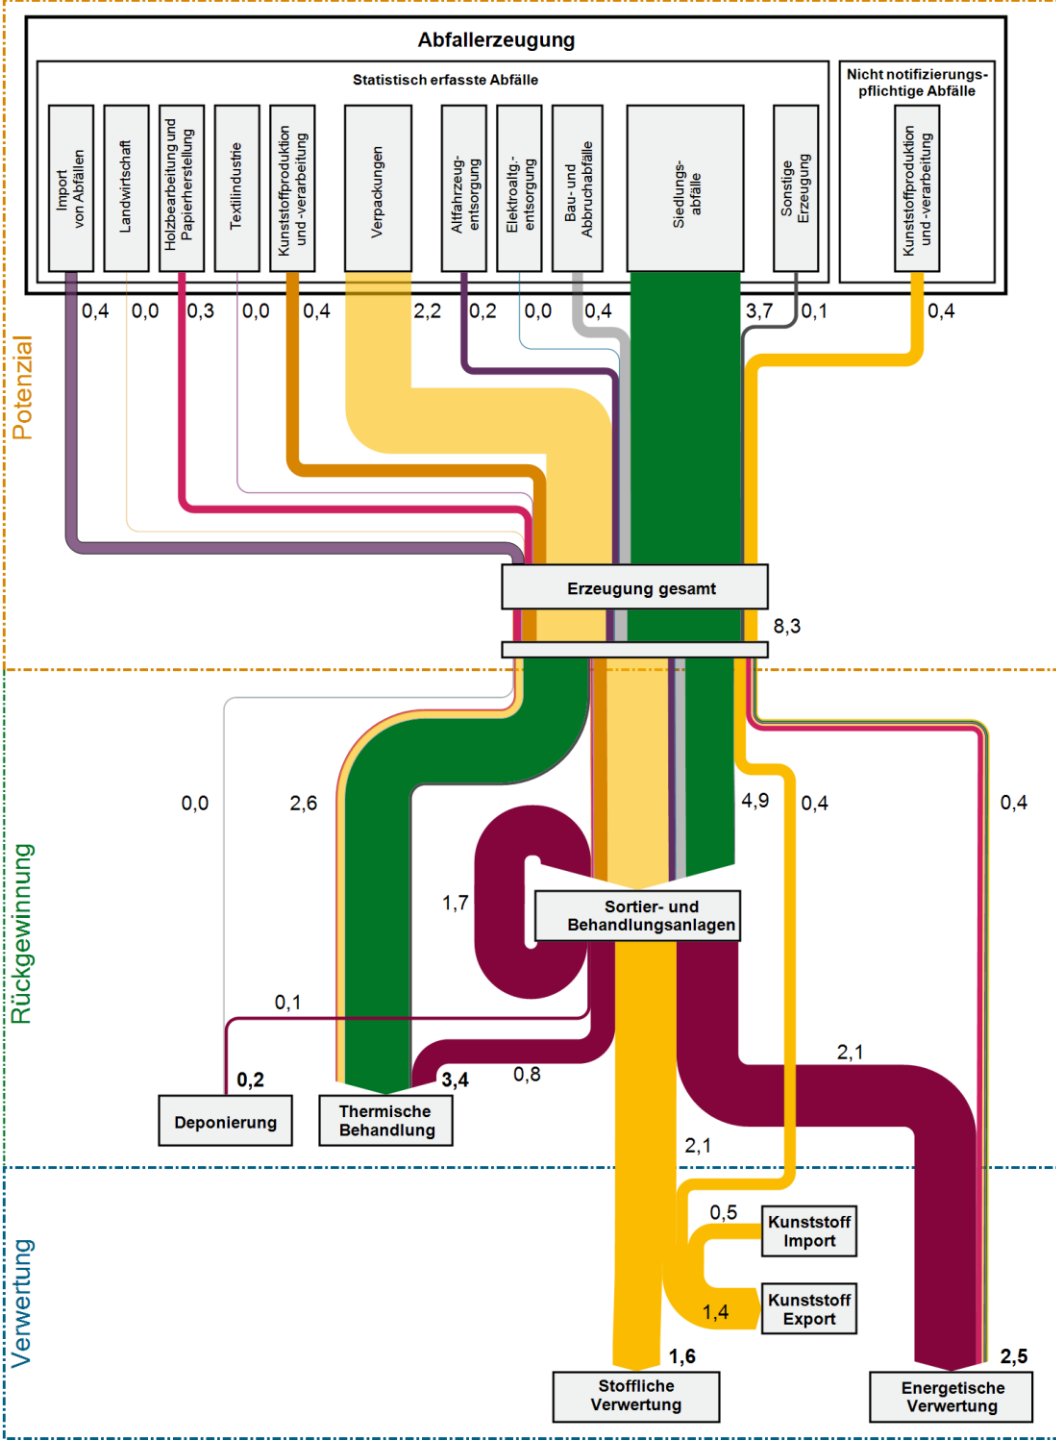 Abfallerzeugung
Statistisch erfasste Abfälle
Nicht notifizierungs-
pflichtige Abfälle
Import
von Abfällen
Landwirtschaft
Holzbearbeitung und
Papierherstellung
Textilindustrie
Kunststoffproduktion
und -verarbeitung
Verpackungen
Altfahrzeug-
entsorgung
Elektroaltg.-
entsorgung
Bau- und
Abbruchabfälle
Siedlungs-
abfälle
Sonstige
Erzeugung
Kunststoffproduktion
und -verarbeitung
0,4
0,0
0,3
0,0
0,4
2,2
0,2
0,0
0,4
3,7
0,1
0,4
Potenzial
Erzeugung gesamt
8,3
Rückgewinnung
0,0
2,6
4,9
0,4
0,4
1,7
Sortier- und
Behandlungsanlagen
0,1
0,8
2,1
0,2
3,4
Deponierung
Thermische
Behandlung
2,1
Verwertung
0,5
Kunststoff
Import
1,4
Kunststoff
Export
1,6
2,5
Stoffliche
Verwertung
Energetische
Verwertung